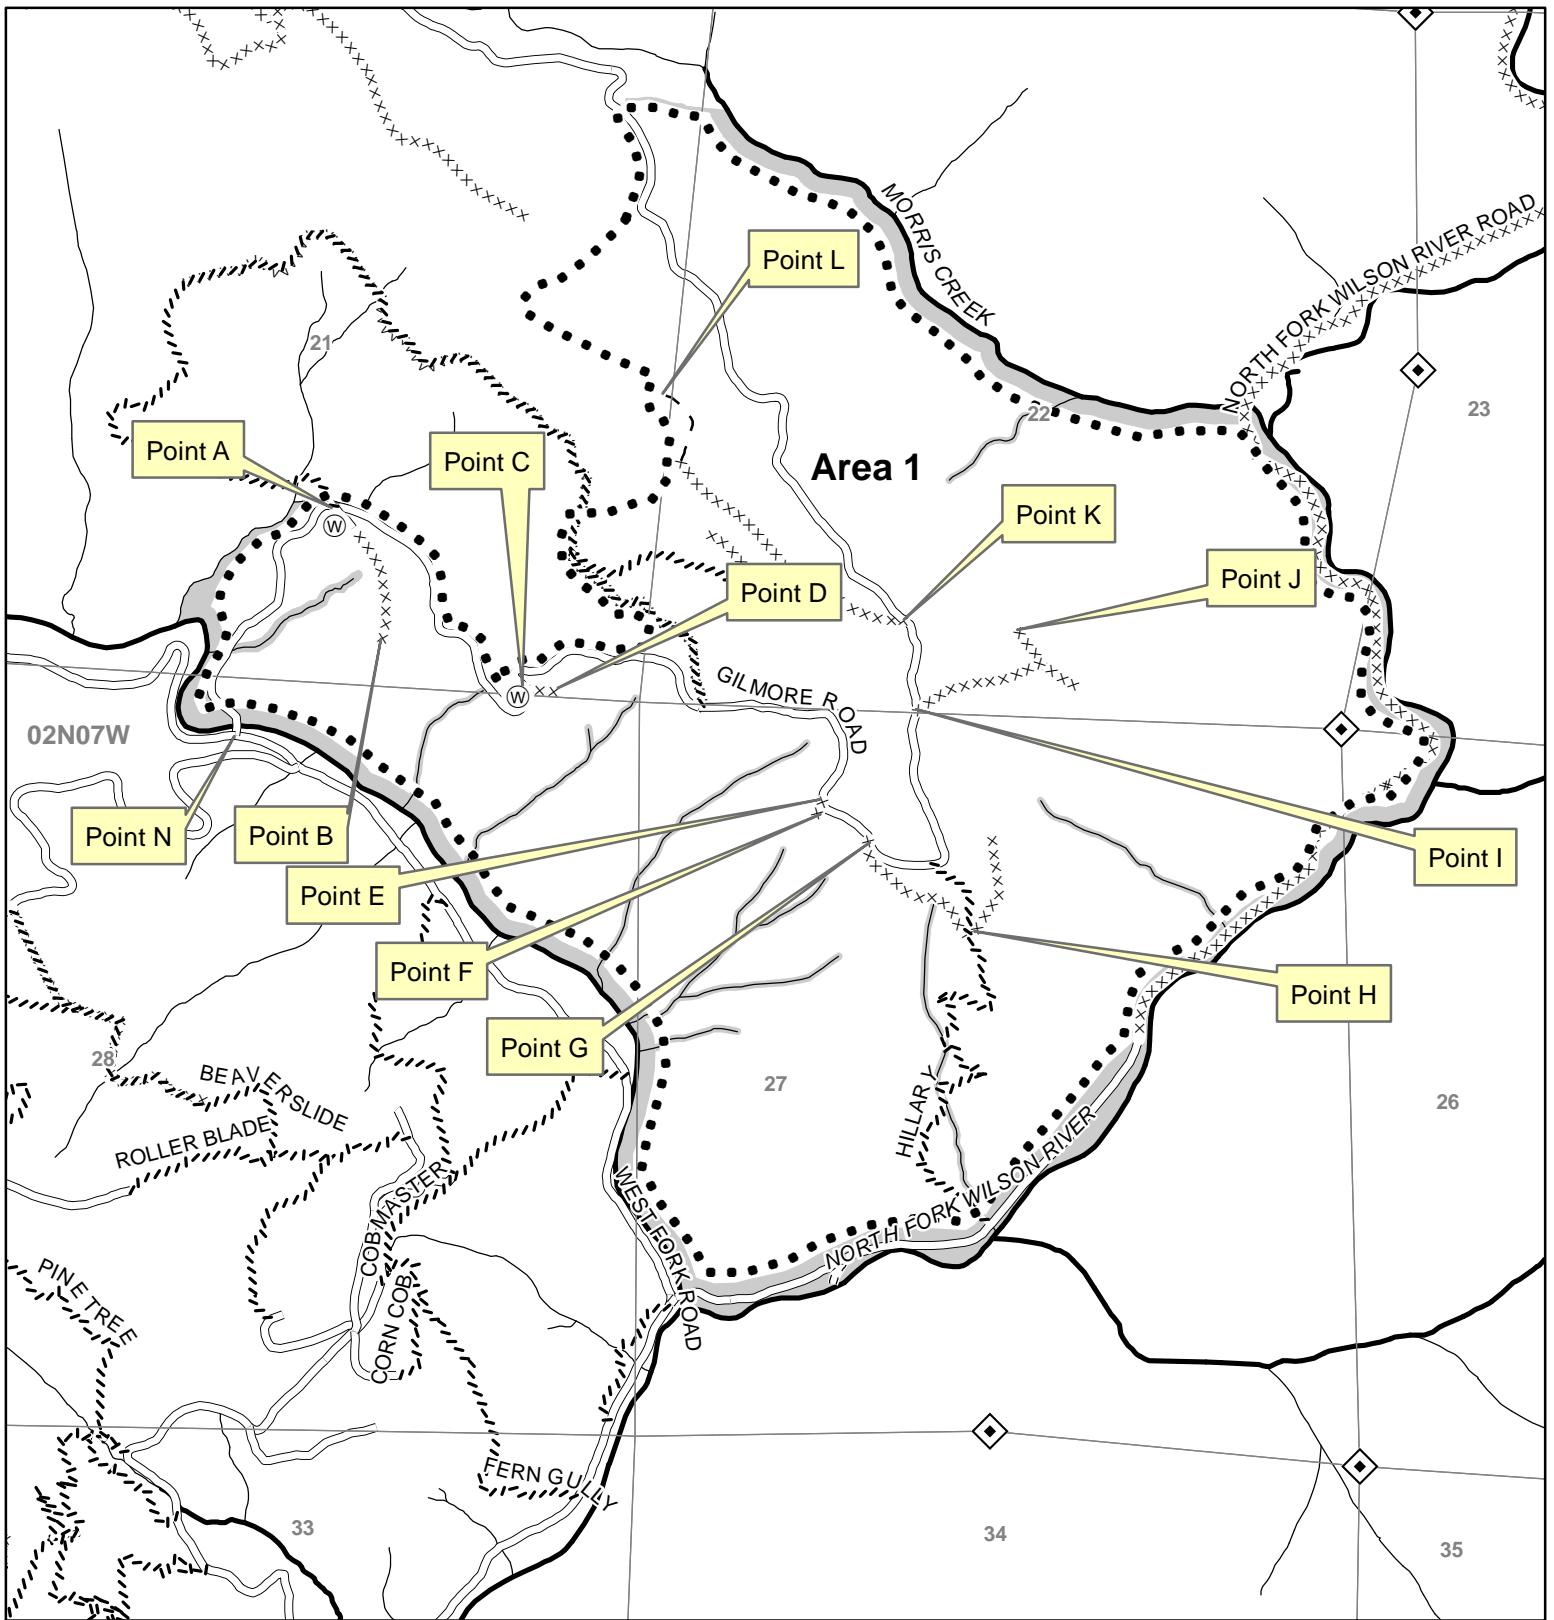 MORRIS CREEK
NORTH FORK WILSON RIVER ROAD
Point L
21
22
23
Point A
Point C
Area 1
Point K
Point J
Point D
GILMORE ROAD
02N07W
Point N
Point B
Point E
Point I
Point F
Point H
Point G
28
27
26
BEAVERSLIDE
ROLLER BLADE
HILLARY
COBMASTER
WEST FORK ROAD
NORTH FORK WILSON RIVER
PINE TREE
CORN COB
FERN GULLY
33
34
35
W
W